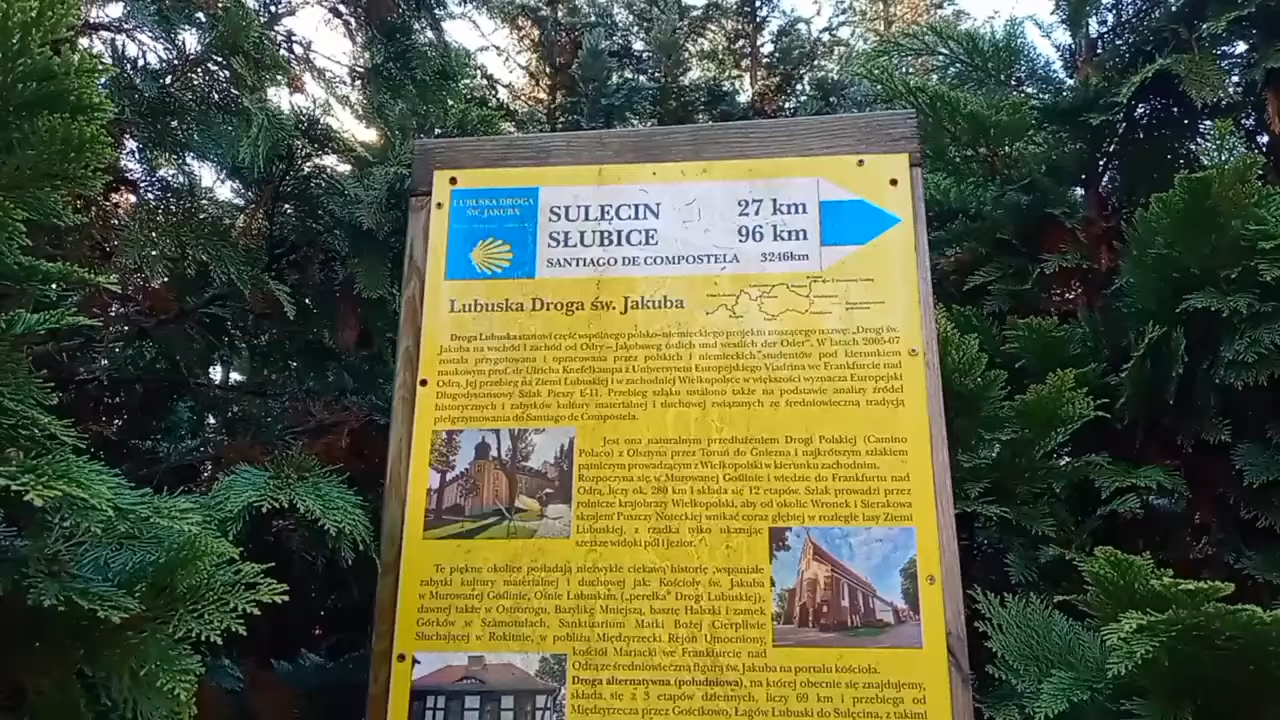 LUBUSKA DROGA
ŚW. JAKUBA
SULĘCIN 27 km
SŁUBICE 96 km
SANTIAGO DE COMPOSTELA 3246km
Lubuska Droga św. Jakuba
Droga Lubuska stanowi część wspólnego polsko-niemieckiego projektu noszącego nazwę: „Drogi św.
Jakuba na wschód i zachód od Odry – Jakobsweg östlich und westlich der Oder". W latach 2005-07
została przygotowana i opracowana przez polskich i niemieckich studentów pod kierunkiem
naukowym prof. dr Ulricha Knefelkampa z Uniwersytetu Europejskiego Viadrina we Frankfurcie nad
Odrą. Jej przebieg na Ziemi Lubuskiej i w zachodniej Wielkopolsce w większości wyznacza Europejski
Długodystansowy Szlak Pieszy E-11. Przebieg szlaku ustalono także na podstawie analizy źródeł
historycznych i zabytków kultury materialnej i duchowej związanych ze średniowieczną tradycją
pielgrzymowania do Santiago de Compostela.
Jest ona naturalnym przedłużeniem Drogi Polskiej (Camino
Polaco) z Olsztyna przez Toruń do Gniezna i najkrótszym szlakiem
pątniczym prowadzącym z Wielkopolski w kierunku zachodnim.
Rozpoczyna się w Murowanej Goślinie i wiedzie do Frankfurtu nad
Odrą, liczy ok. 280 km i składa się 12 etapów. Szlak prowadzi przez
rolnicze krajobrazy Wielkopolski, aby od okolic Wronek i Sierakowa
skrajem Puszczy Noteckiej wnikać coraz głębiej w rozległe lasy Ziemi
Lubuskiej, z rzadka tylko ukazując
szersze widoki pól i jezior.
Te piękne okolice posiadają niezwykle ciekawą historię, wspaniałe
zabytki kultury materialnej i duchowej jak: Kościoły św. Jakuba
w Murowanej Goślinie, Ośnie Lubuskim („perełka" Drogi Lubuskiej),
dawnej także w Ostrorogu, Bazylikę Mniejszą, basztę Halszki i zamek
Górków w Szamotułach, Sanktuarium Matki Bożej Cierpliwie
Słuchającej w Rokitnie, w pobliżu Międzyrzecki Rejon Umocniony,
kościół Mariacki we Frankfurcie nad
Odrą ze średniowieczną figurą św. Jakuba na portalu kościoła.
Droga alternatywna (południowa), na której obecnie się znajdujemy,
składa się z 3 etapów dziennych, liczy 69 km i przebiega od
Międzyrzecza przez Gościkowo, Łagów Lubuski do Sulęcina, z takimi